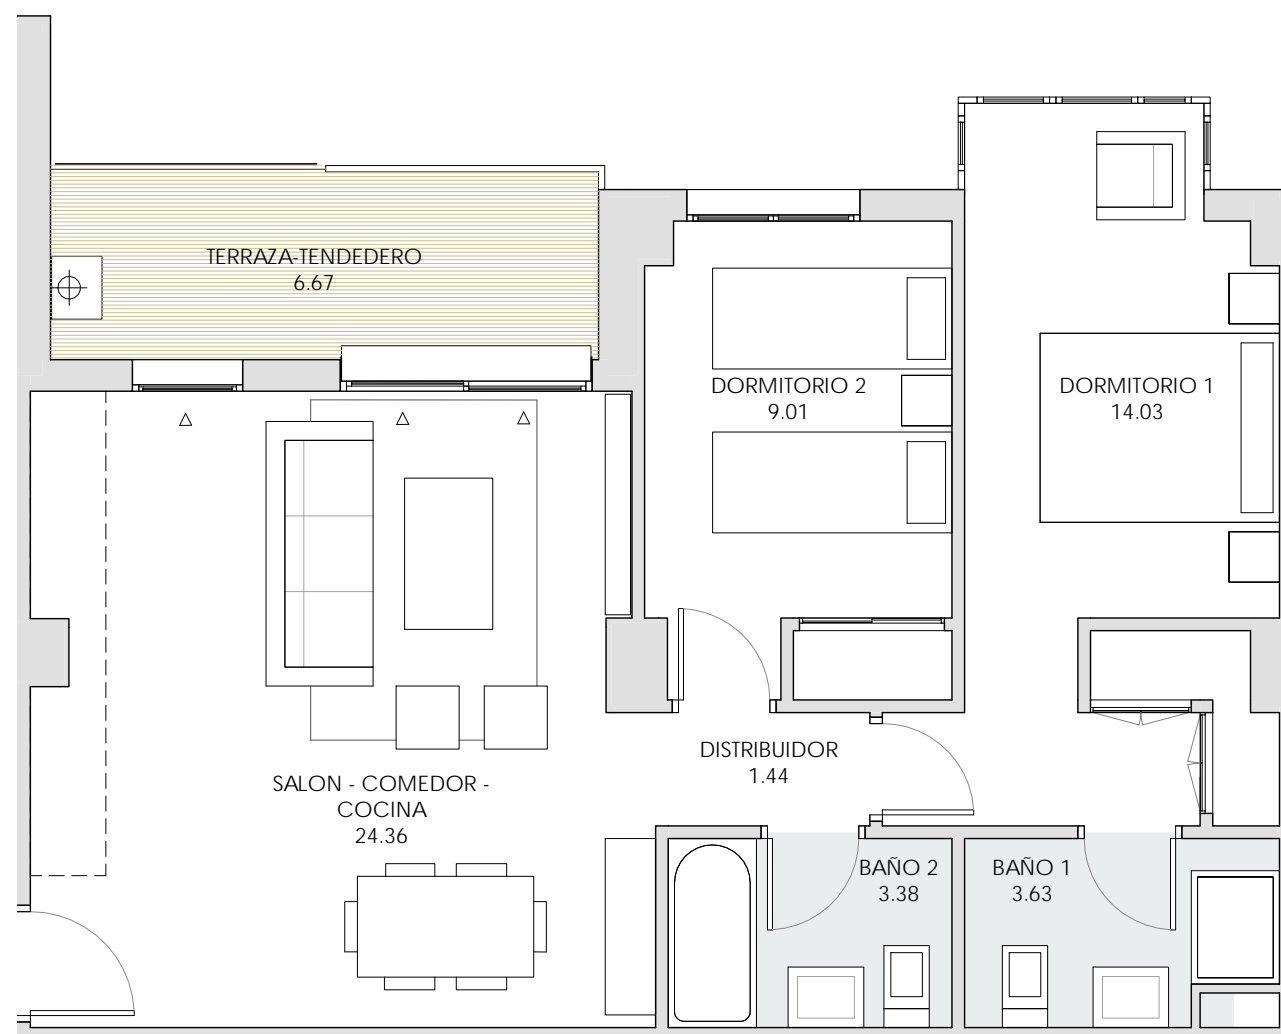 TERRAZA-TENDEDERO
6.67
DORMITORIO 2
9.01
DORMITORIO 1
14.03
DISTRIBUIDOR
1.44
SALON - COMEDOR -
COCINA
24.36
BAÑO 2
3.38
BAÑO 1
3.63